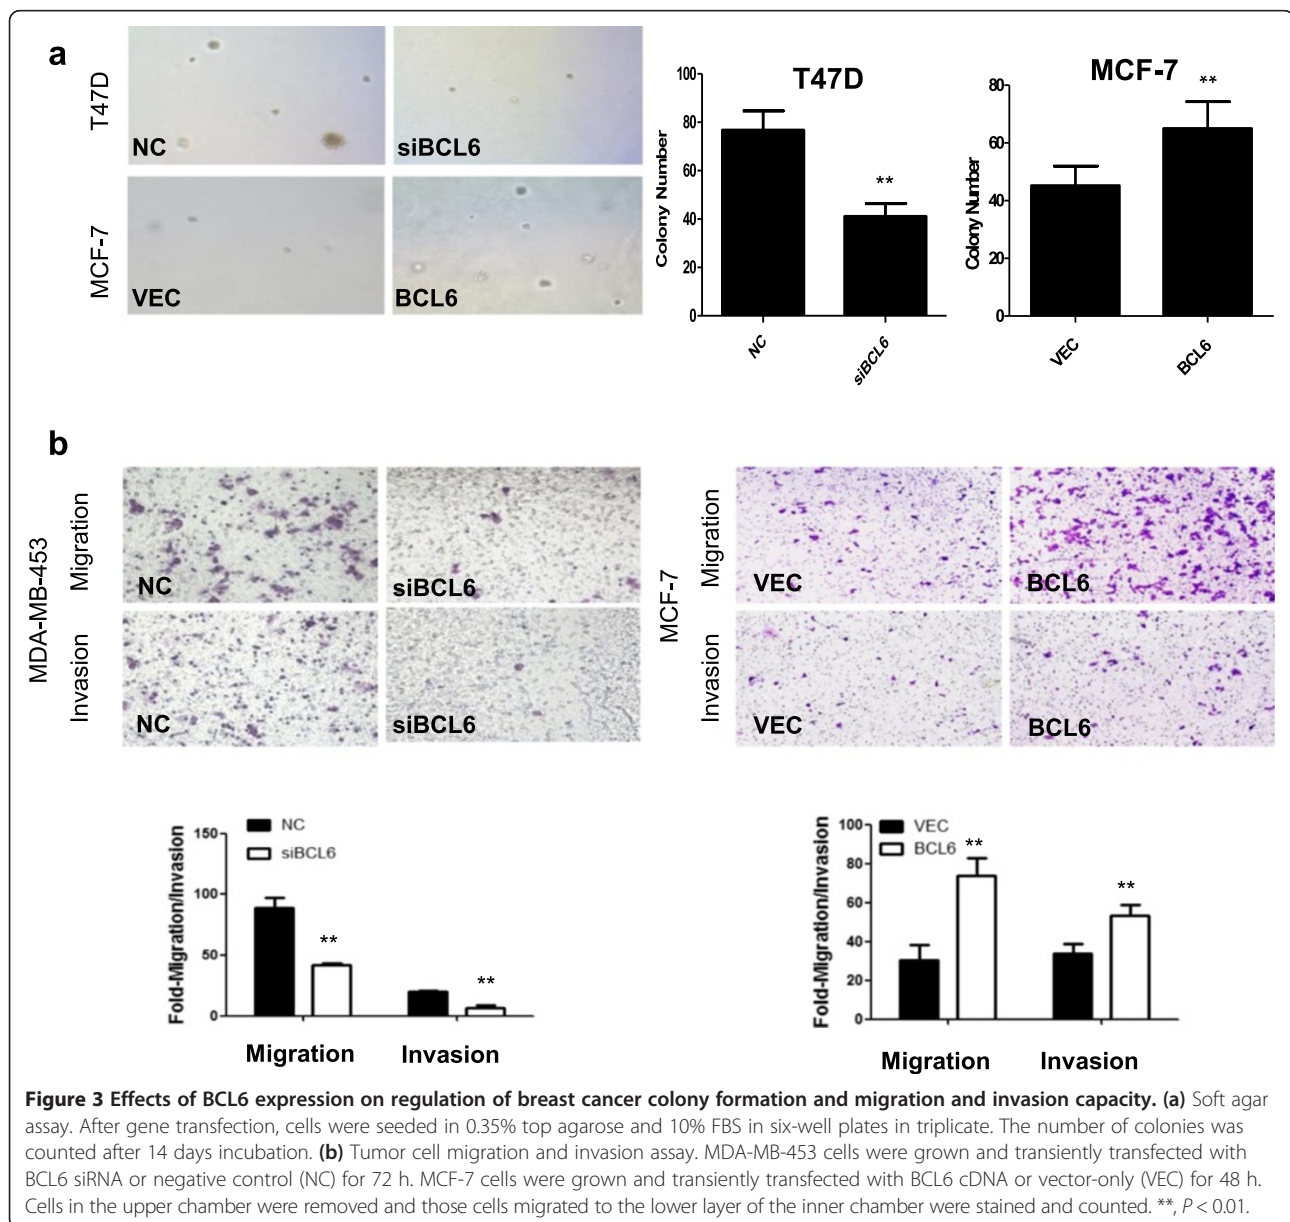 a
T47D
NC
siBCL6
MCF-7
VEC
BCL6
T47D
Colony Number
100
80
60
40
20
0
**
NC
siBCL6
MCF-7
Colony Number
80
60
40
20
0
**
VEC
BCL6
b
MDA-MB-453
Migration
NC
siBCL6
Invasion
NC
siBCL6
MCF-7
Migration
VEC
BCL6
Invasion
VEC
BCL6
Fold-Migration/Invasion
150
100
50
0
NC
siBCL6
**
**
Migration Invasion
Fold-Migration/Invasion
100
80
60
40
20
0
VEC
BCL6
**
**
Migration Invasion
Figure 3 Effects of BCL6 expression on regulation of breast cancer colony formation and migration and invasion capacity. (a) Soft agar
assay. After gene transfection, cells were seeded in 0.35% top agarose and 10% FBS in six-well plates in triplicate. The number of colonies was
counted after 14 days incubation. (b) Tumor cell migration and invasion assay. MDA-MB-453 cells were grown and transiently transfected with
BCL6 siRNA or negative control (NC) for 72 h. MCF-7 cells were grown and transiently transfected with BCL6 cDNA or vector-only (VEC) for 48 h.
Cells in the upper chamber were removed and those cells migrated to the lower layer of the inner chamber were stained and counted. **, P < 0.01.